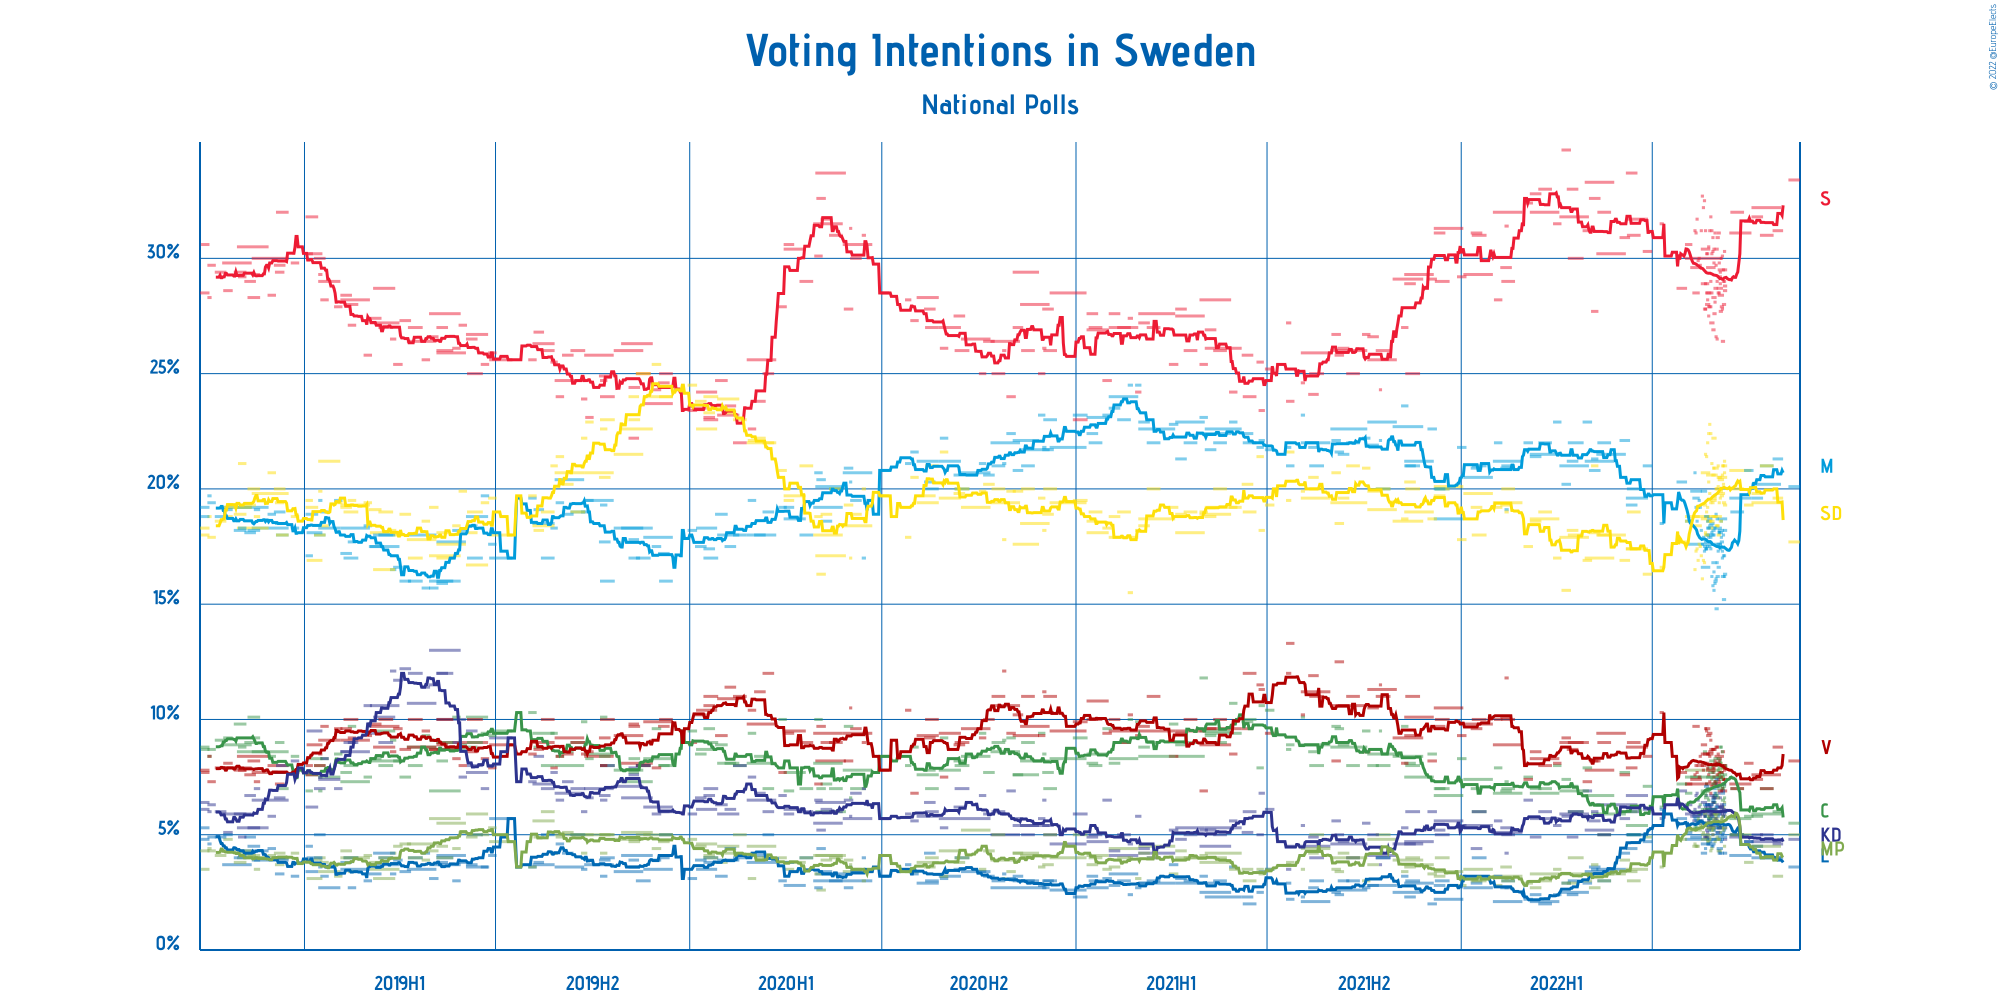 © 2022 @EuropeElects
Voting Intentions in Sweden
National Polls
S
30%
25%
M
20%
SD
15%
V
10%
C
5%
KD
MP
L
0%
2019H1 2019H2 2020H1 2020H2 2021H1 2021H2 2022H1